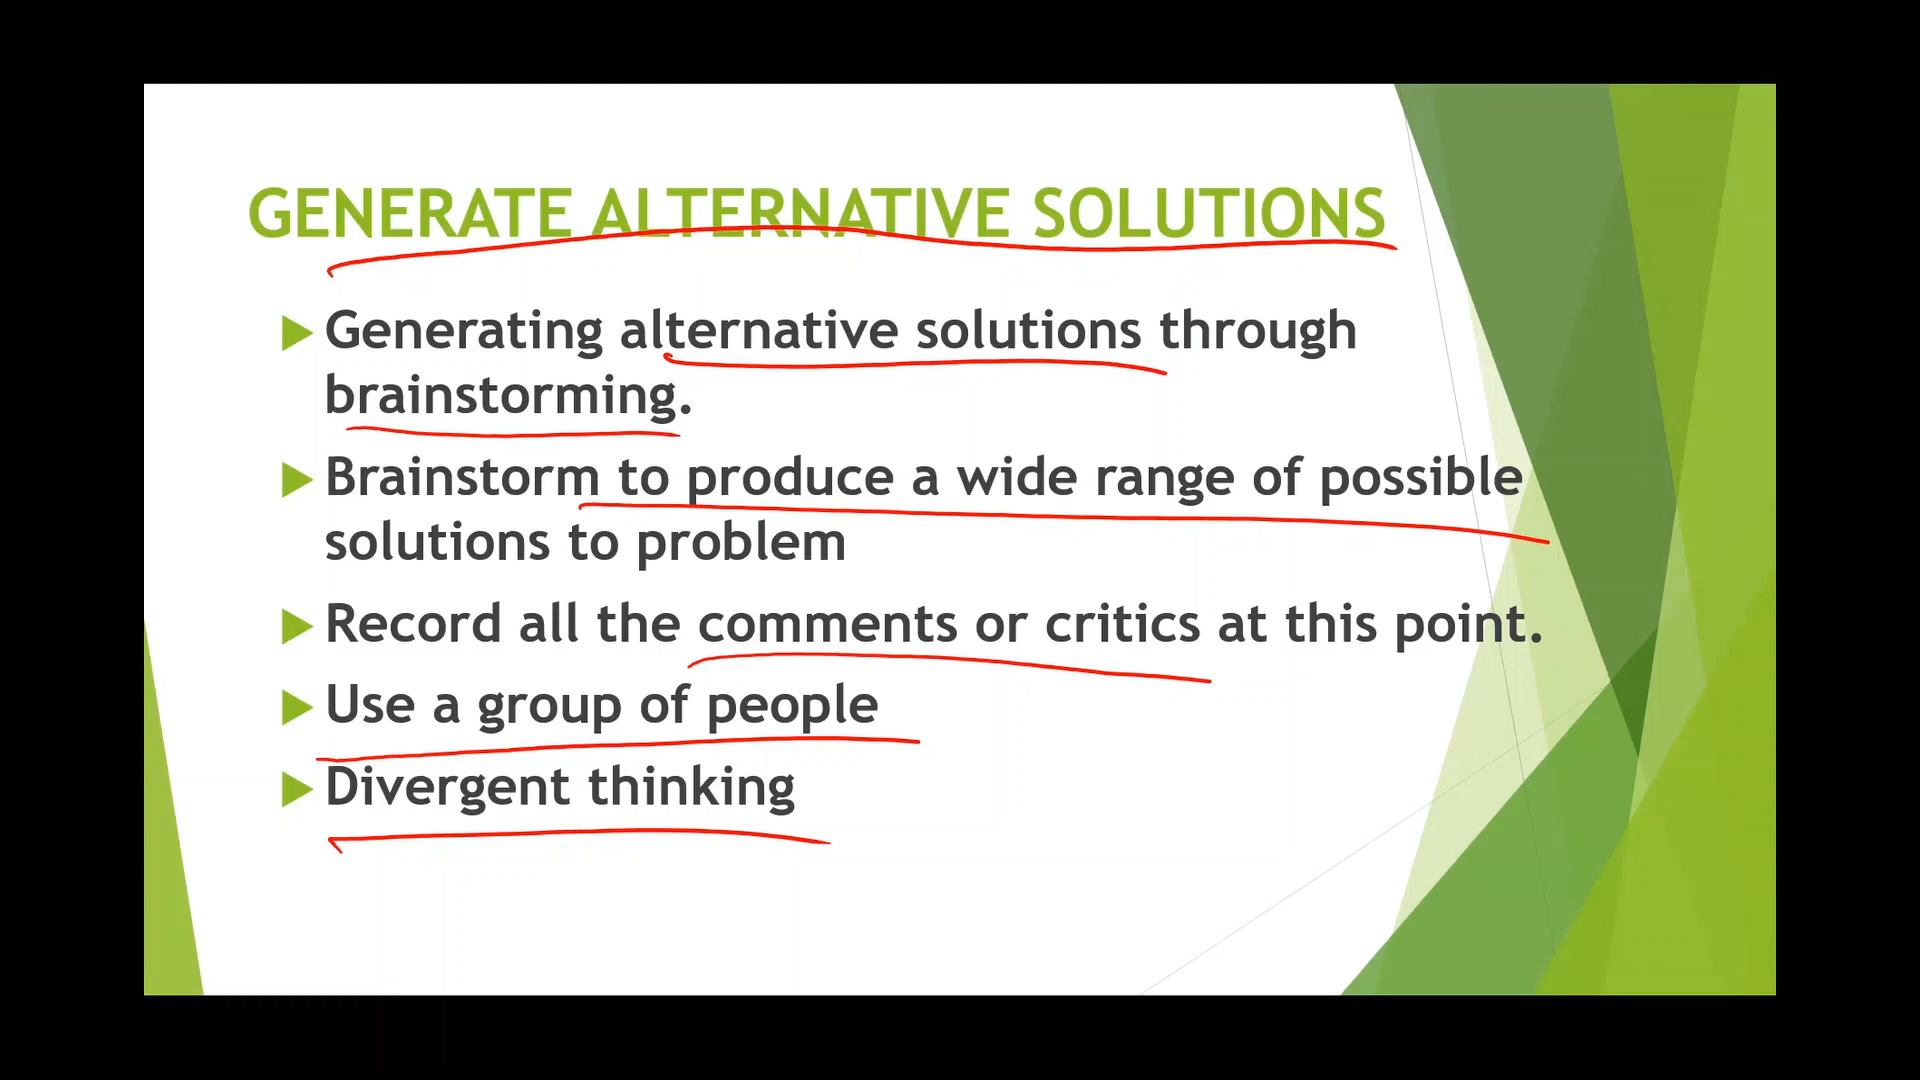 GENERATE ALTERNATIVE SOLUTIONS
Generating alternative solutions through
brainstorming.
Brainstorm to produce a wide range of possible
solutions to problem
Record all the comments or critics at this point.
Use a group of people
Divergent thinking